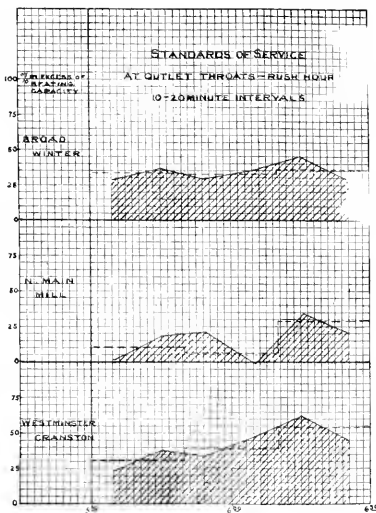 STANDARDS OF SERVICE
AT OUTLET THROATS - RUSH HOUR
10-20 MINUTE INTERVALS
100 % IN EXCESS OF
SEATING
CAPACITY
75
BROAD
WINTER
25
0
75
N. MAIN
50
MILL
25
0
75
WESTMINSTER
50
CRANSTON
25
0